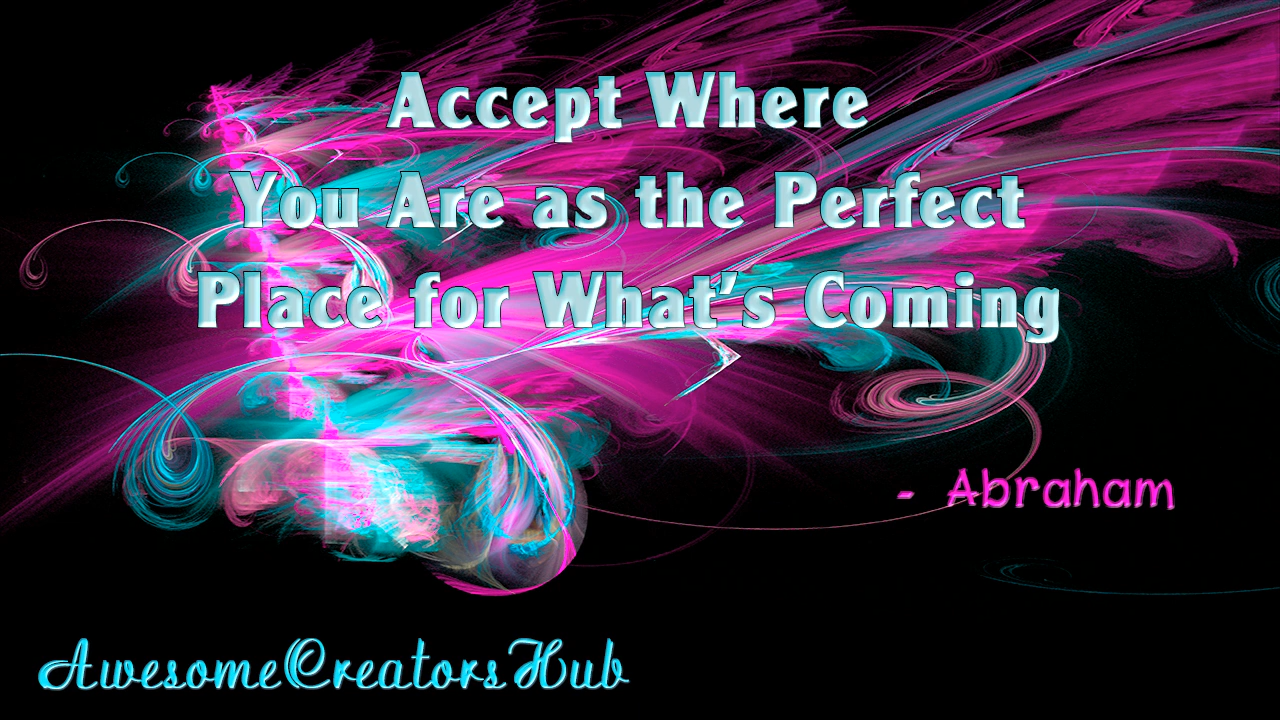 Accept Where
You Are as the Perfect
Place for What's Coming
- Abraham
AwesomeCreatorsHub